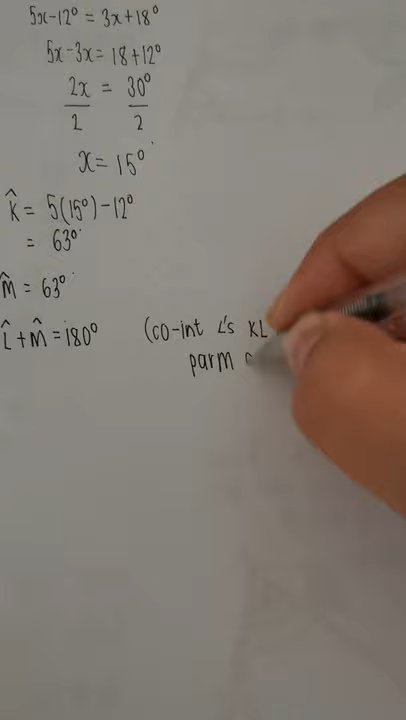 5x-12° = 3x+18°
5x-3x = 18+12°
2x = 30°
2 2
x = 15°
K̂ = 5(15°)-12°
= 63°
M̂ = 63°
L̂ + M̂ = 180° (co-int ∠'s KL
parm